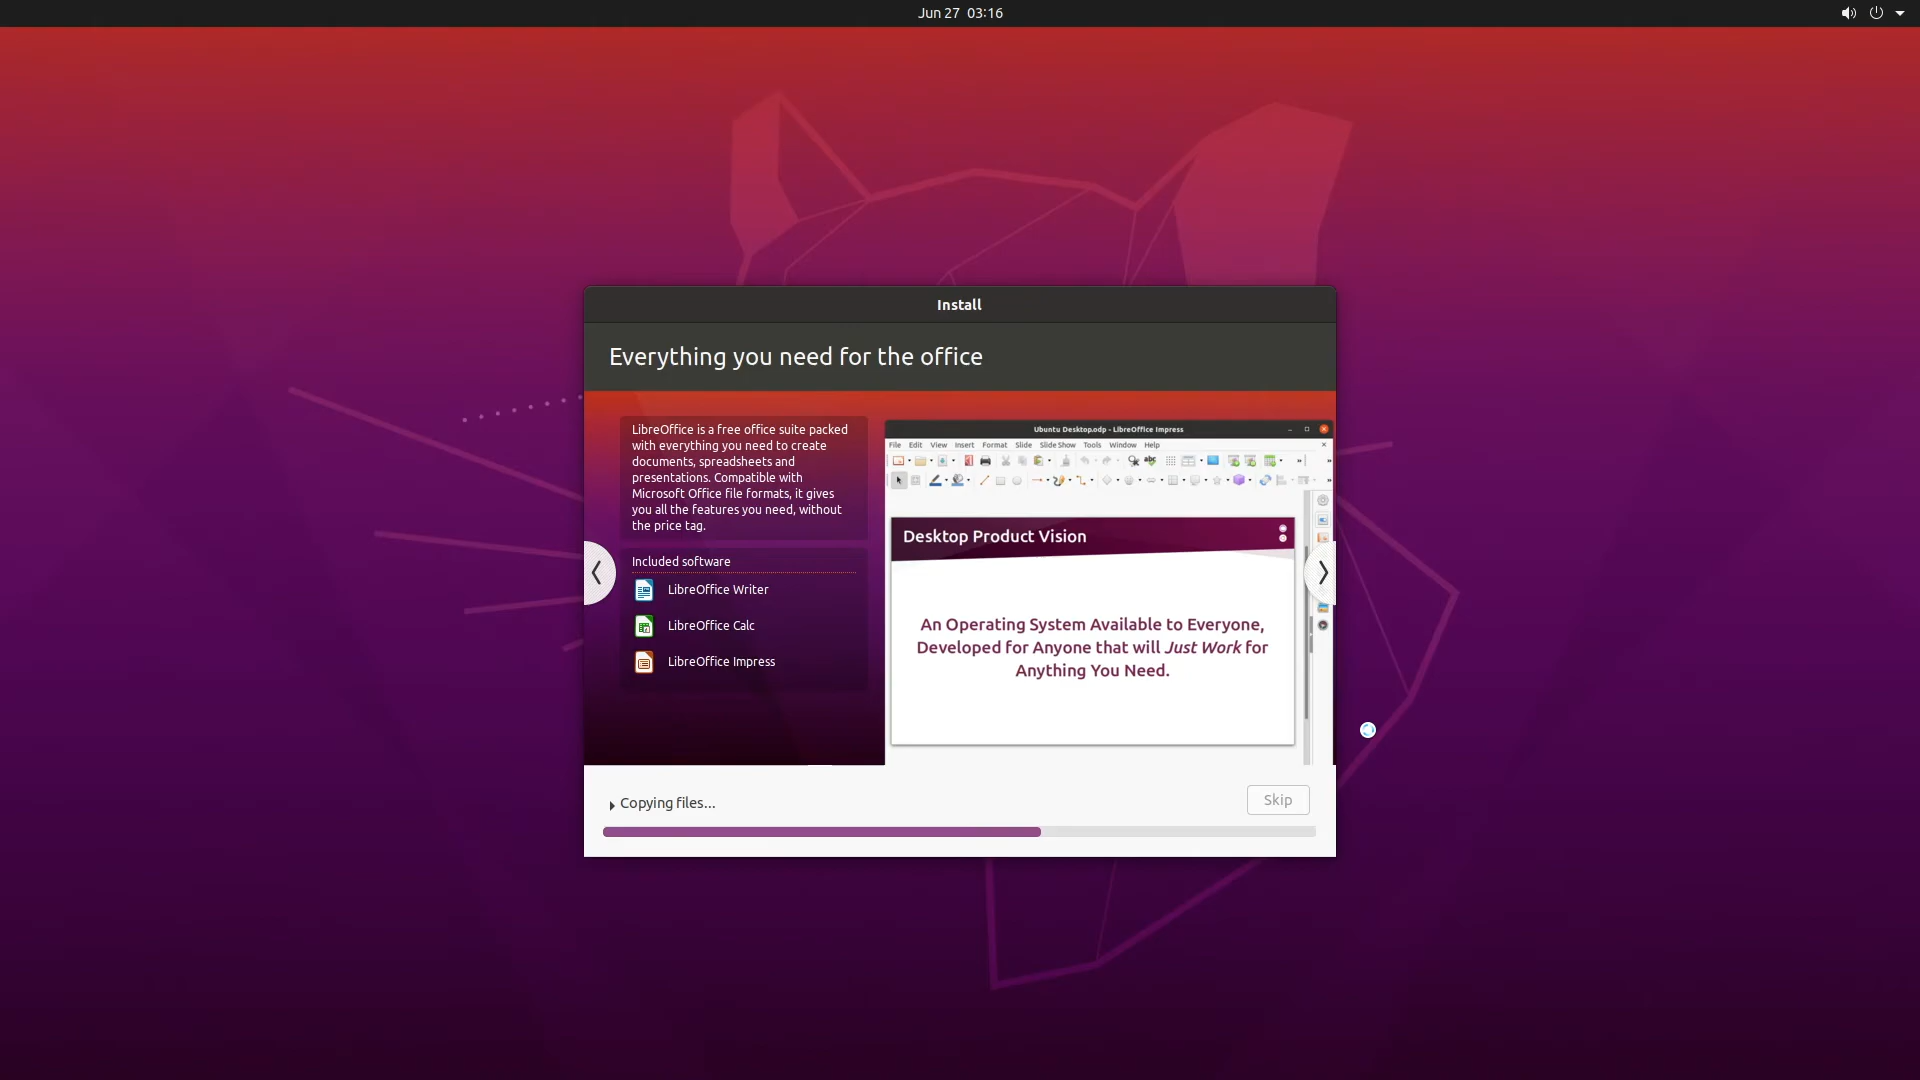 Jun 27  03:16
Install
Everything you need for the office
LibreOffice is a free office suite packed
with everything you need to create
documents, spreadsheets and
presentations. Compatible with
Microsoft Office file formats, it gives
you all the features you need, without
the price tag.
Included software
LibreOffice Writer
LibreOffice Calc
LibreOffice Impress
Ubuntu Desktop.odp - LibreOffice Impress
File Edit View Insert Format Slide Slide Show Tools Window Help
Desktop Product Vision
An Operating System Available to Everyone,
Developed for Anyone that will Just Work for
Anything You Need.
Copying files...
Skip